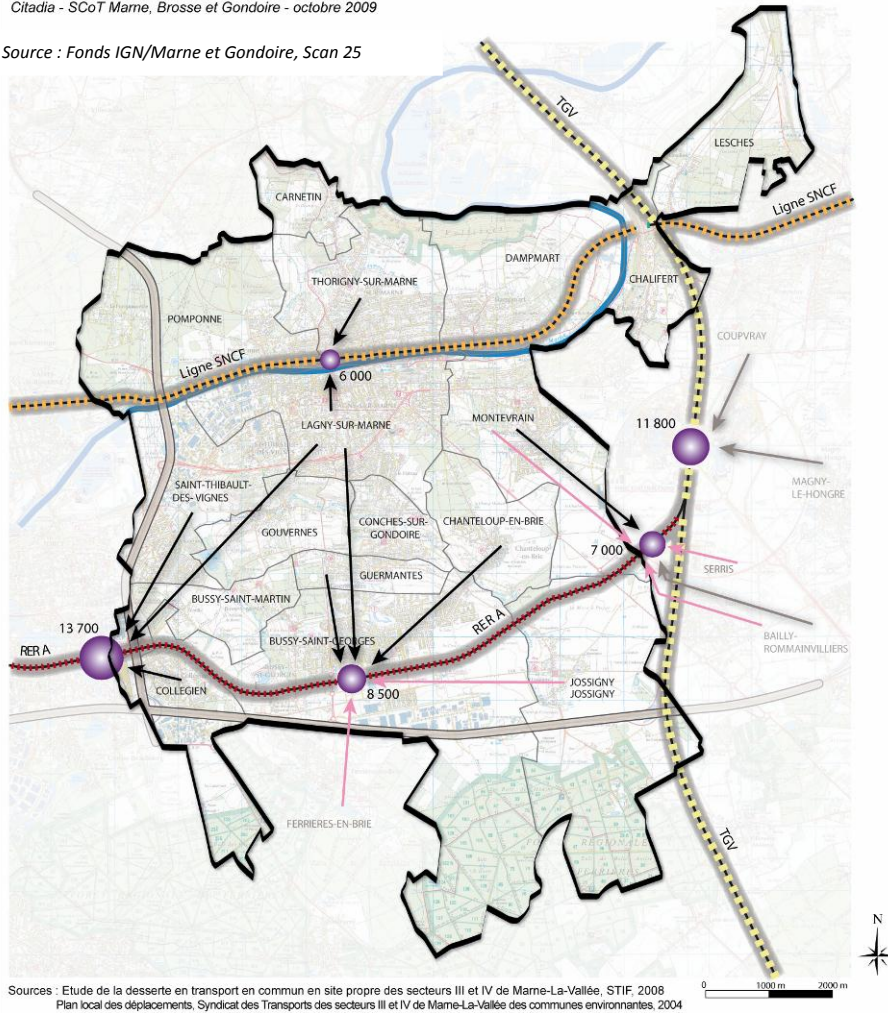 Citadia - SCoT Marne, Brosse et Gondoire - octobre 2009
Source : Fonds IGN/Marne et Gondoire, Scan 25
TGV
LESCHES
Ligne SNCF
CARNETIN
DAMPMART
THORIGNY-SUR-MARNE
CHALIFERT
POMPONNE
COUPVRAY
Ligne SNCF
6 000
11 800
MONTEVRAIN
LAGNY-SUR-MARNE
MAGNY-
LE-HONGRE
SAINT-THIBAULT-
DES- VIGNES
CONCHES-SUR-
GONDOIRE
CHANTELOUP-EN-BRIE
GOUVERNES
7 000
SERRIS
GUERMANTES
BUSSY-SAINT-MARTIN
13 700
RER A
BUSSY-SAINT-GEORGES
RER A
BAILLY-
ROMMAINVILLIERS
COLLEGIEN
8 500
JOSSIGNY
JOSSIGNY
FERRIERES-EN-BRIE
TGV
N
Sources : Etude de la desserte en transport en commun en site propre des secteurs III et IV de Marne-La-Vallée, STIF, 2008
Plan local des déplacements, Syndicat des Transports des secteurs III et IV de Marne-La-Vallée des communes environnantes, 2004
0 1000 m 2000 m